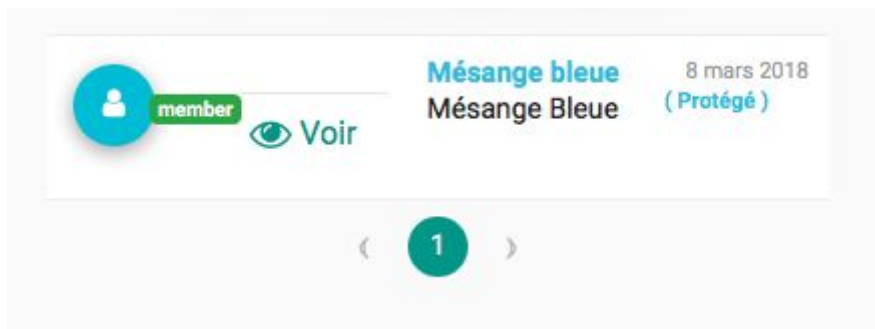 member
Voir
Mésange bleue
Mésange Bleue
8 mars 2018
( Protégé )
1